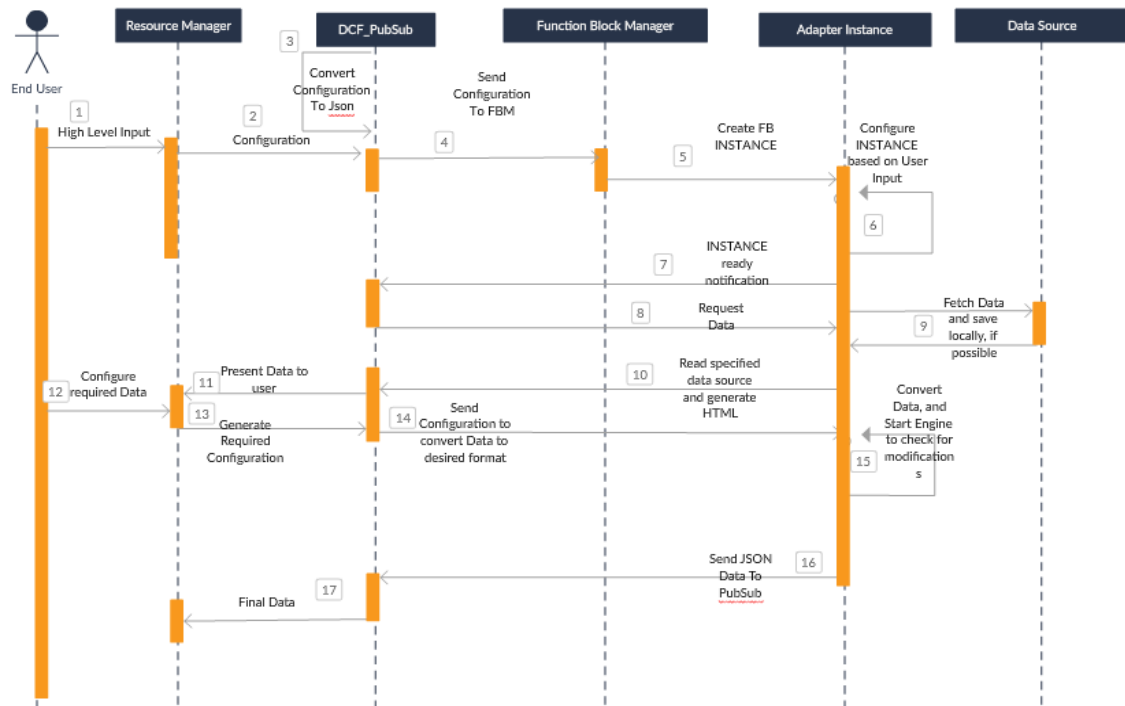 Resource Manager
DCF_PubSub
Function Block Manager
Adapter Instance
Data Source
End User
3
Convert
Configuration
To Json
Send
Configuration
To FBM
1
High Level Input
2
Configuration
4
Create FB
INSTANCE
5
Configure
INSTANCE
based on User
Input
6
INSTANCE
ready
notification
7
8
Request
Data
Fetch Data
and save
locally, if
possible
9
Configure
required Data
12
11
Present Data to
user
10
Read specified
data source
and generate
HTML
13
Generate
Required
Configuration
14
Send
Configuration to
convert Data to
desired format
Convert
Data, and
Start Engine
to check for
modification
s
15
Send JSON
Data To
PubSub
16
17
Final Data